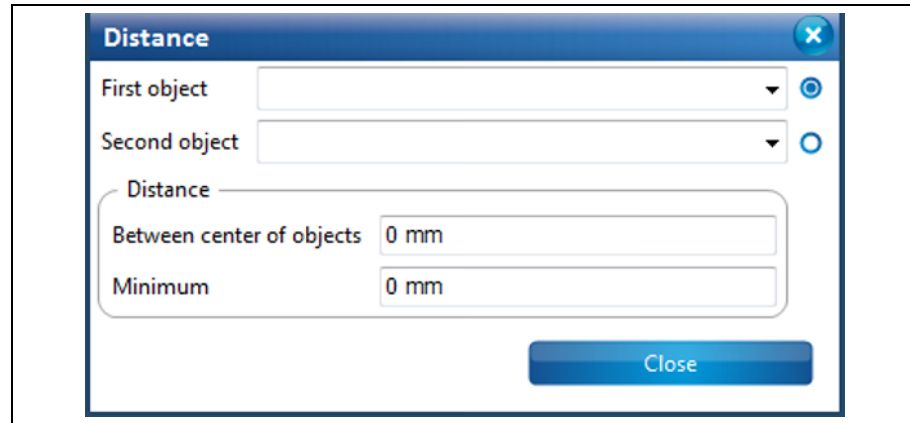 Distance
First object
Second object
Distance
Between center of objects 0 mm
Minimum 0 mm
Close